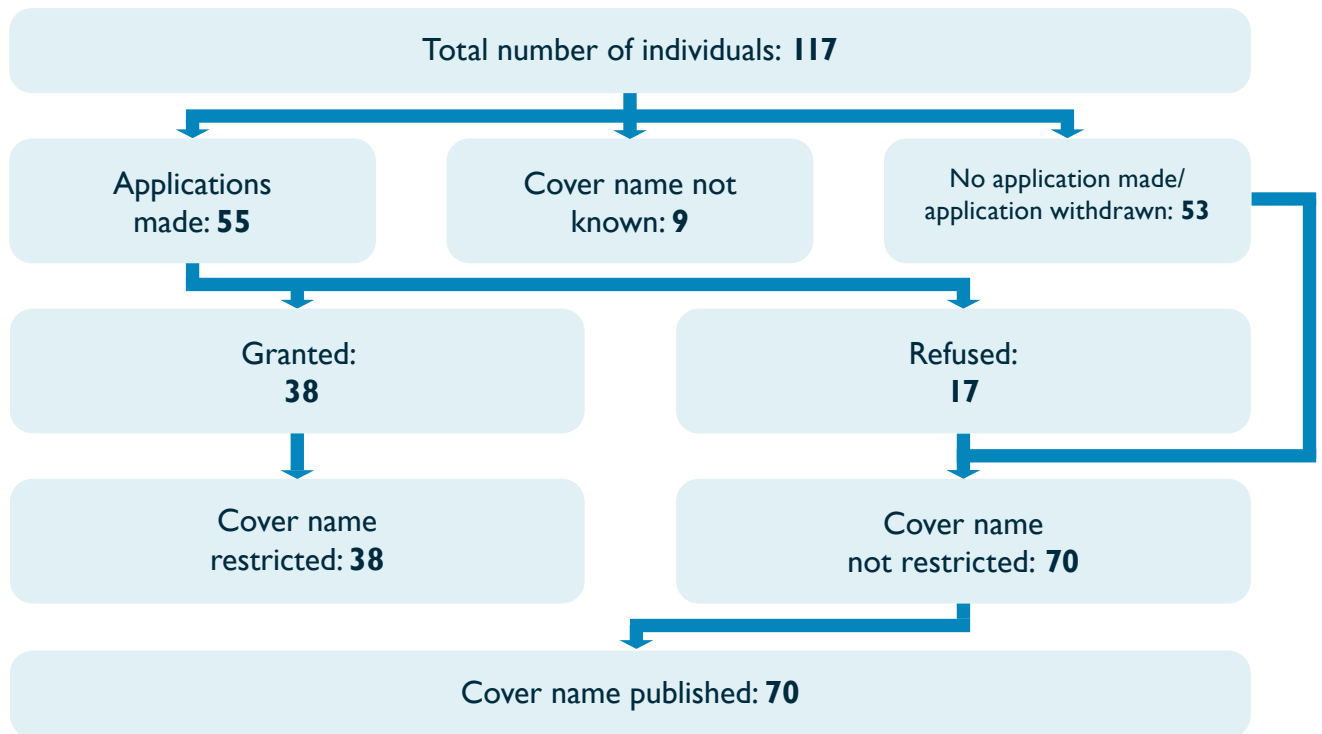 Total number of individuals: 117
Applications
made: 55
Cover name not
known: 9
No application made/
application withdrawn: 53
Granted:
38
Refused:
17
Cover name
restricted: 38
Cover name
not restricted: 70
Cover name published: 70